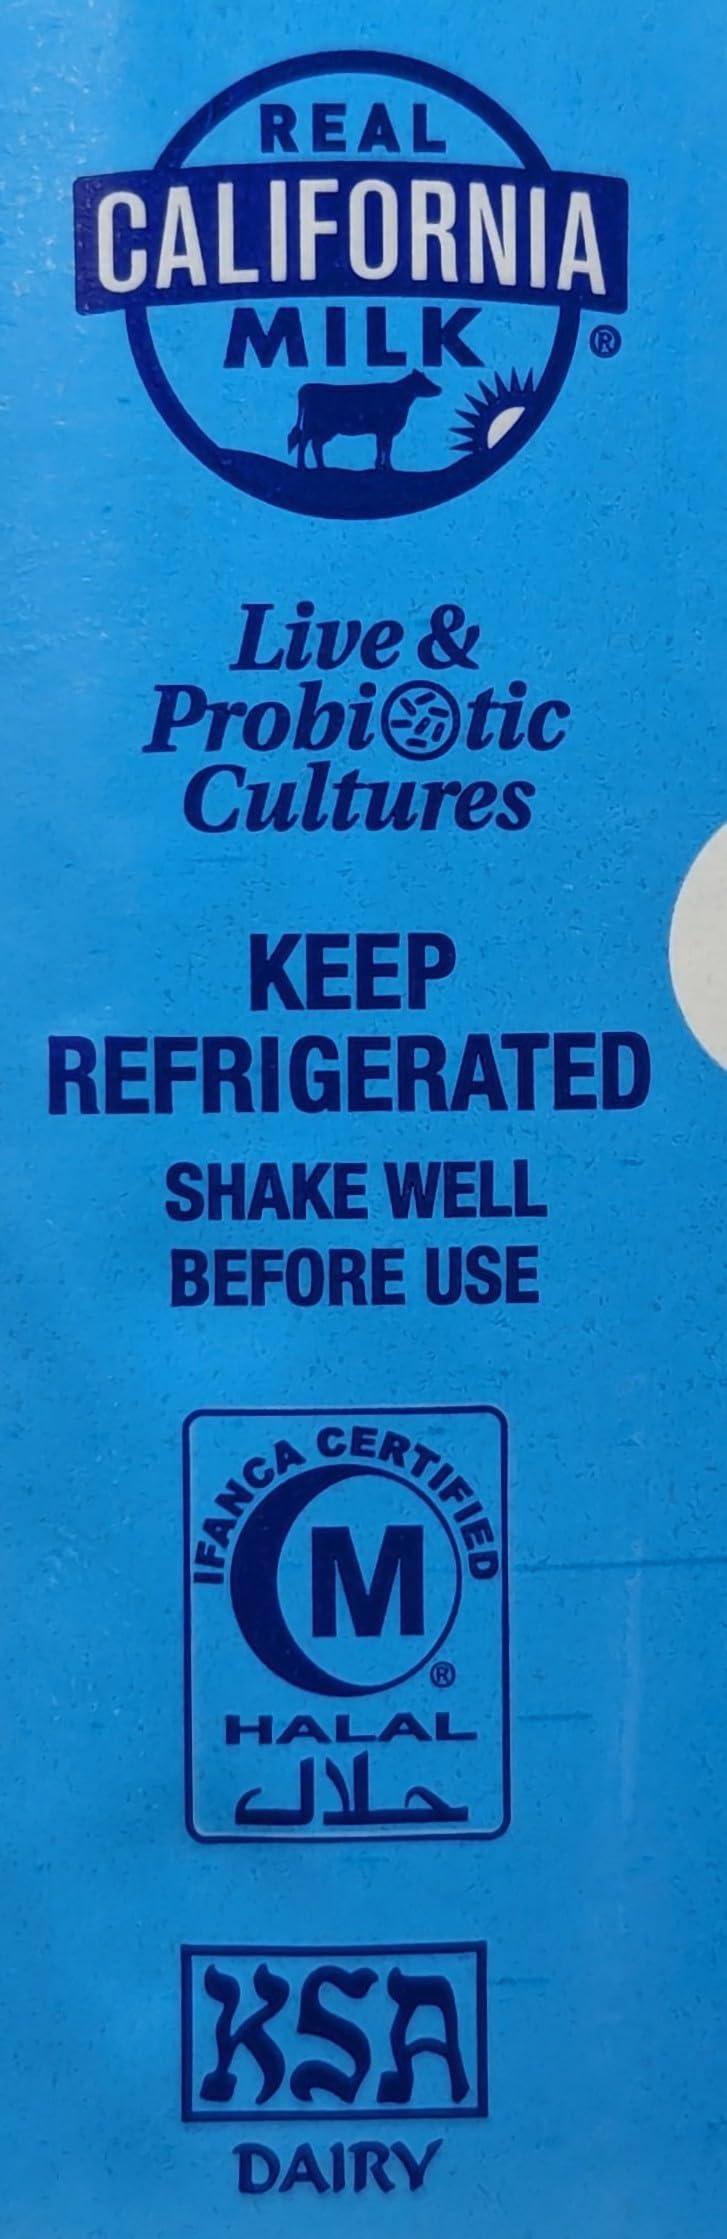 REAL
CALIFORNIA
MILK
®
Live &
Probiotic
Cultures
KEEP
REFRIGERATED
SHAKE WELL
BEFORE USE
IFANCA CERTIFIED
M
®
HALAL
حلال
KSA
DAIRY